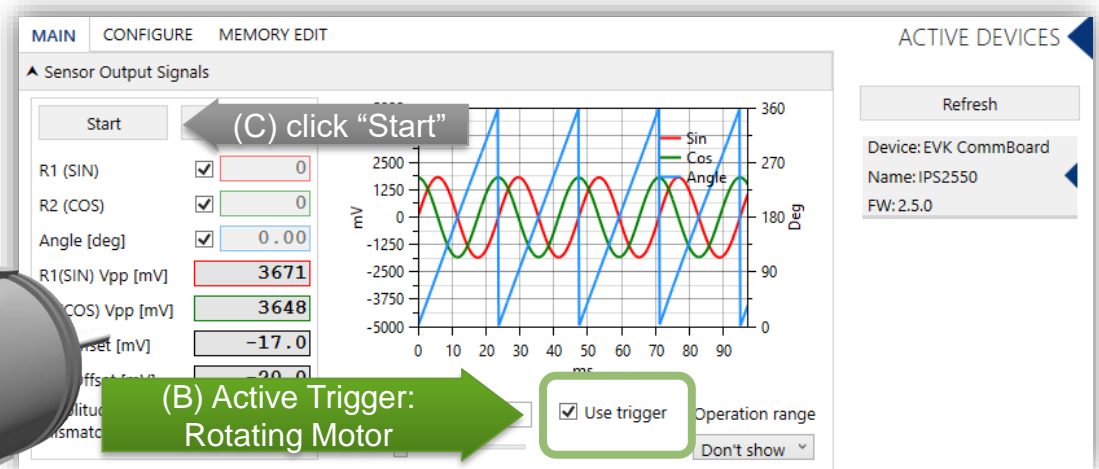 MAIN CONFIGURE MEMORY EDIT
ACTIVE DEVICES
Sensor Output Signals
Refresh
Device: EVK CommBoard
Name: IPS2550
FW: 2.5.0
Start
(C) click “Start”
R1 (SIN) 0
R2 (COS) 0
Angle [deg] 0.00
R1(SIN) Vpp [mV] 3671
(COS) Vpp [mV] 3648
[mV] -17.0
-20.0
mV
2500
1250
0
-1250
-2500
-3750
-5000
Sin
Cos
Angle
360
270
180
90
0
Deg
0 10 20 30 40 50 60 70 80 90
ms
(B) Active Trigger:
Rotating Motor
Use trigger
Operation range
Don't show